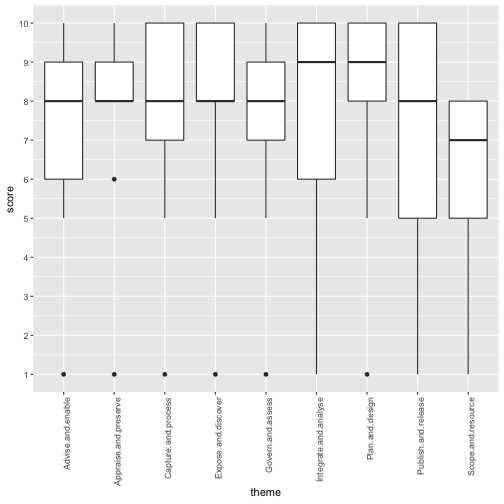 10
9
8
7
6
5
4
3
2
1
score
Advise.and.enable
Appraise.and.preserve
Capture.and.process
Expose.and.discover
Govern.and.assess
Integrate.and.analyse
Plan.and.design
Publish.and.release
Scope.and.resource
theme